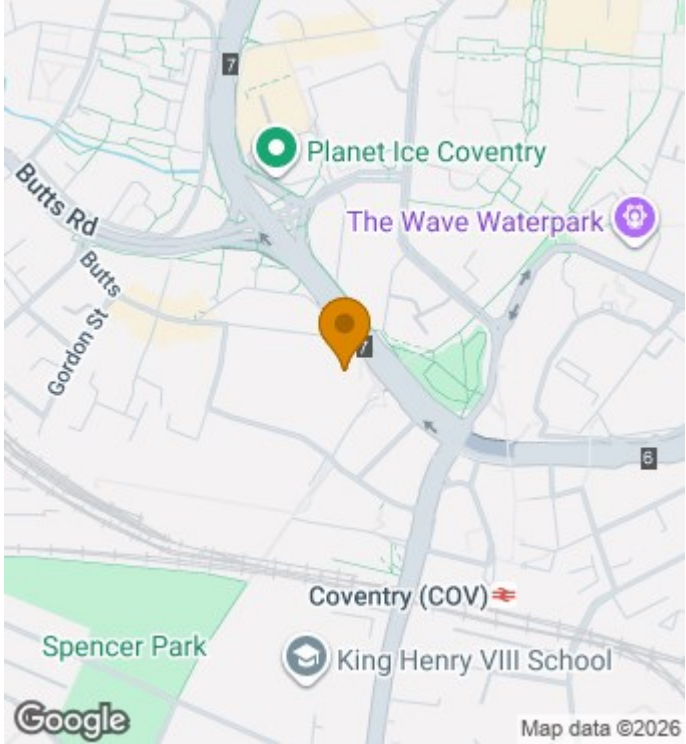 7
Planet Ice Coventry
Butts Rd
The Wave Waterpark
Butts
Gordon St
7
6
Coventry (COV)
Spencer Park
King Henry VIII School
Google
Map data ©2026